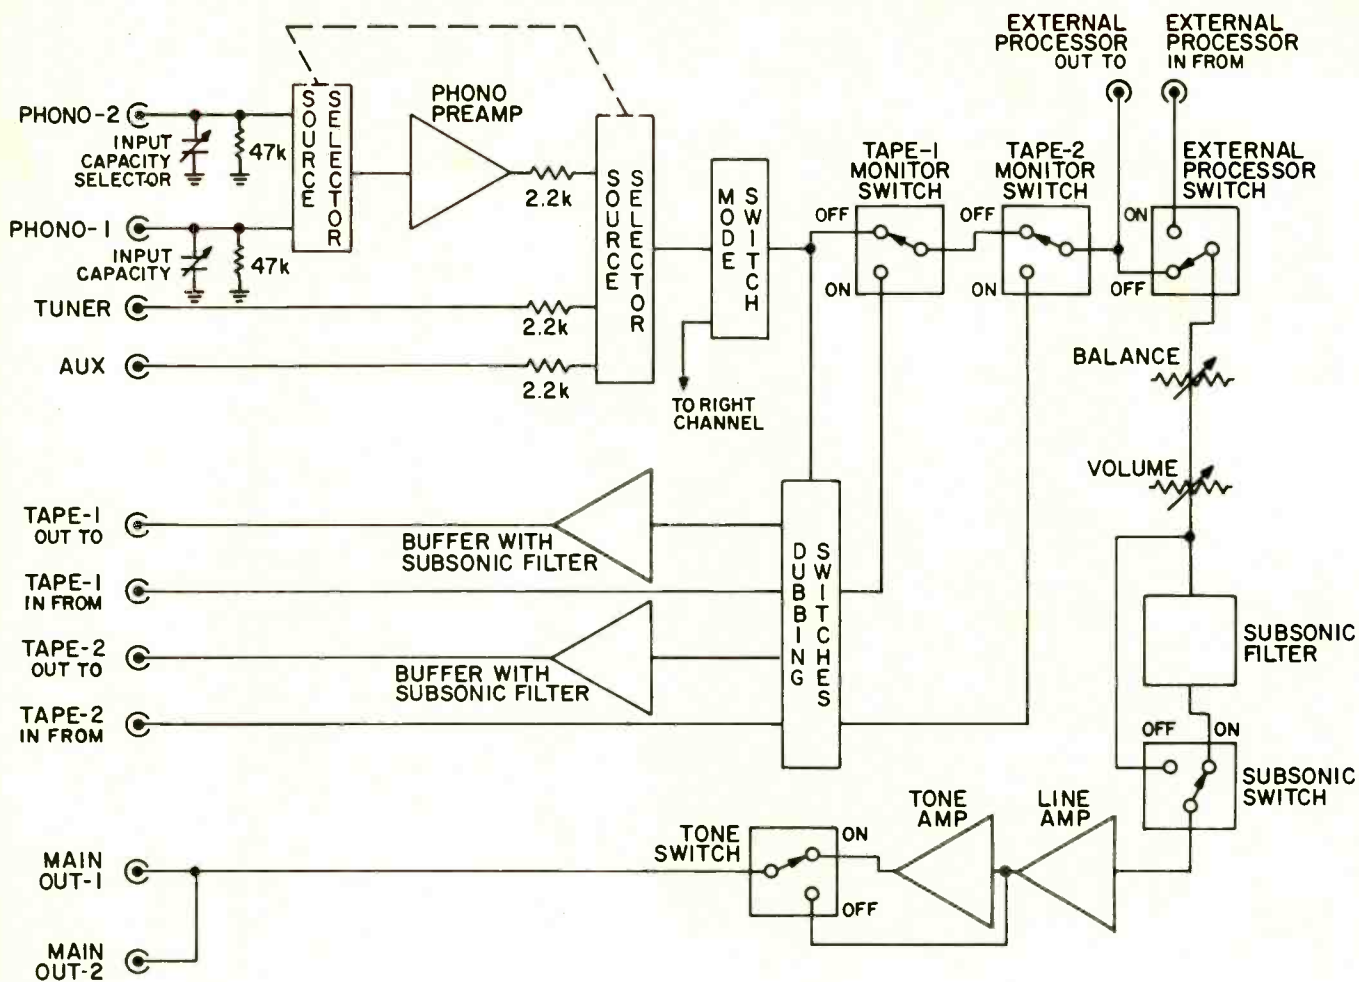 EXTERNAL
PROCESSOR
OUT TO
EXTERNAL
PROCESSOR
IN FROM
PHONO-2
INPUT
CAPACITY
SELECTOR
47k
SOURCE
SELECTOR
PHONO
PREAMP
2.2k
PHONO-1
INPUT
CAPACITY
47k
TUNER
2.2k
AUX
2.2k
SOURCE
SELECTOR
MODE
SWITCH
TO RIGHT
CHANNEL
TAPE-1
MONITOR
SWITCH
OFF
ON
TAPE-2
MONITOR
SWITCH
OFF
ON
EXTERNAL
PROCESSOR
SWITCH
ON
OFF
BALANCE
VOLUME
TAPE-1
OUT TO
BUFFER WITH
SUBSONIC FILTER
TAPE-1
IN FROM
TAPE-2
OUT TO
BUFFER WITH
SUBSONIC FILTER
TAPE-2
IN FROM
DUBBING
SWITCHES
SUBSONIC
FILTER
OFF
ON
SUBSONIC
SWITCH
TONE
AMP
LINE
AMP
TONE
SWITCH
ON
OFF
MAIN
OUT-1
MAIN
OUT-2